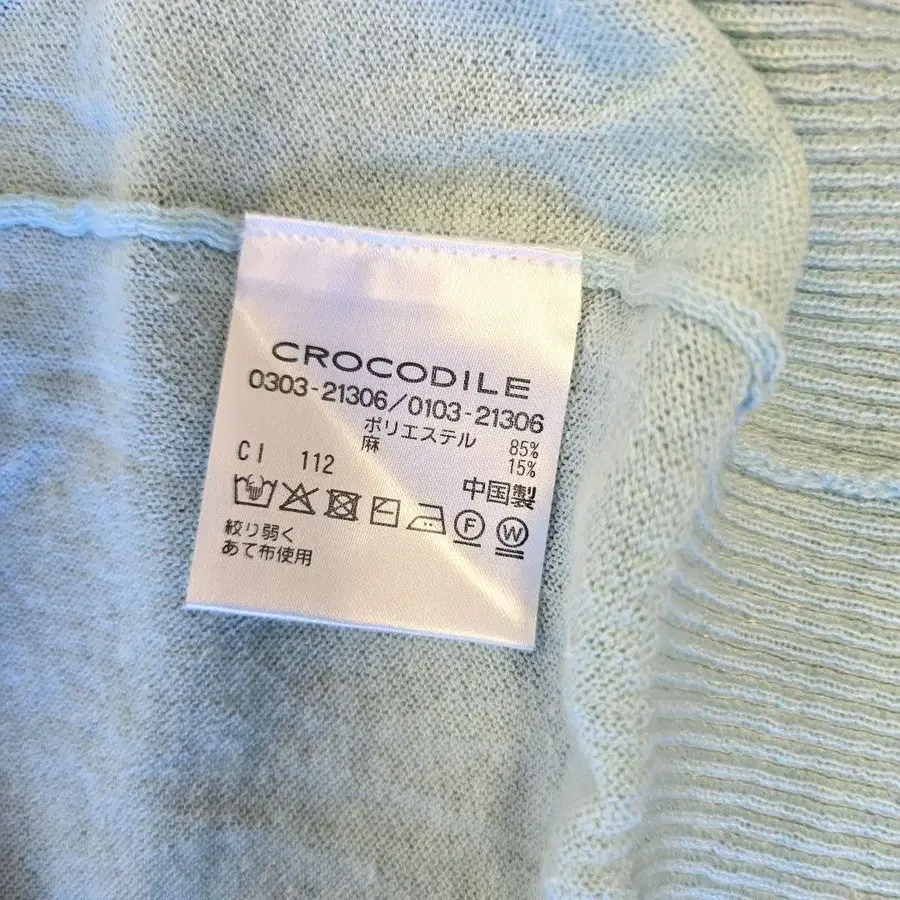 CROCODILE
0303-21306/0103-21306
ポリエステル 85%
麻 15%
CI 112
中国製
F W
絞り弱く
あて布使用